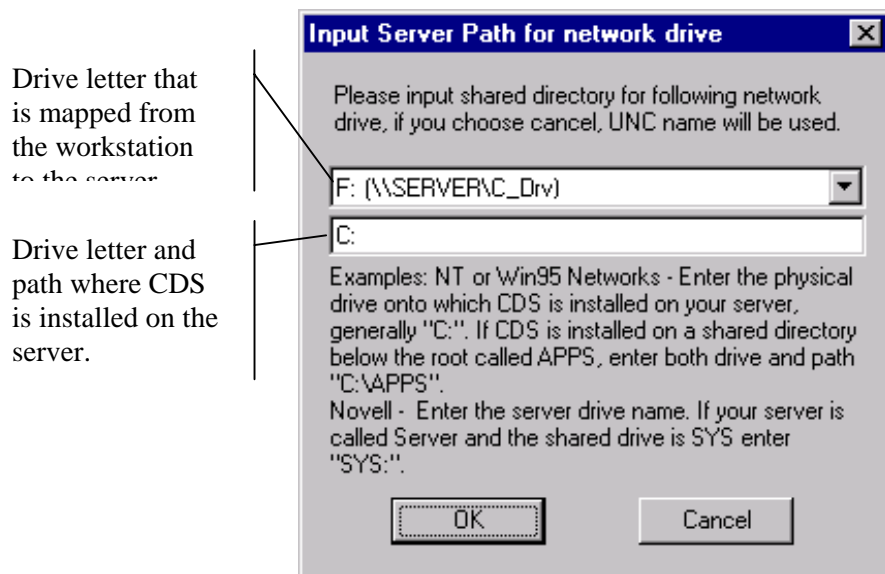 Input Server Path for network drive
Drive letter that
is mapped from
the workstation
to the server
Please input shared directory for following network
drive, if you choose cancel, UNC name will be used.
F: (\\SERVER\C_Drv)
Drive letter and
path where CDS
is installed on the
server.
C:
Examples: NT or Win95 Networks - Enter the physical
drive onto which CDS is installed on your server,
generally "C:". If CDS is installed on a shared directory
below the root called APPS, enter both drive and path
"C:\APPS".
Novell - Enter the server drive name. If your server is
called Server and the shared drive is SYS enter
"SYS:".
OK
Cancel